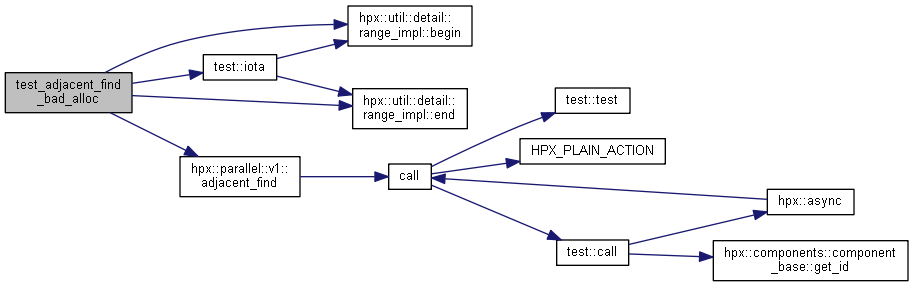 test_adjacent_find
_bad_alloc
hpx::util::detail::
range_impl::begin
test::iota
hpx::util::detail::
range_impl::end
hpx::parallel::v1::
adjacent_find
call
test::test
HPX_PLAIN_ACTION
test::call
hpx::async
hpx::components::component
_base::get_id